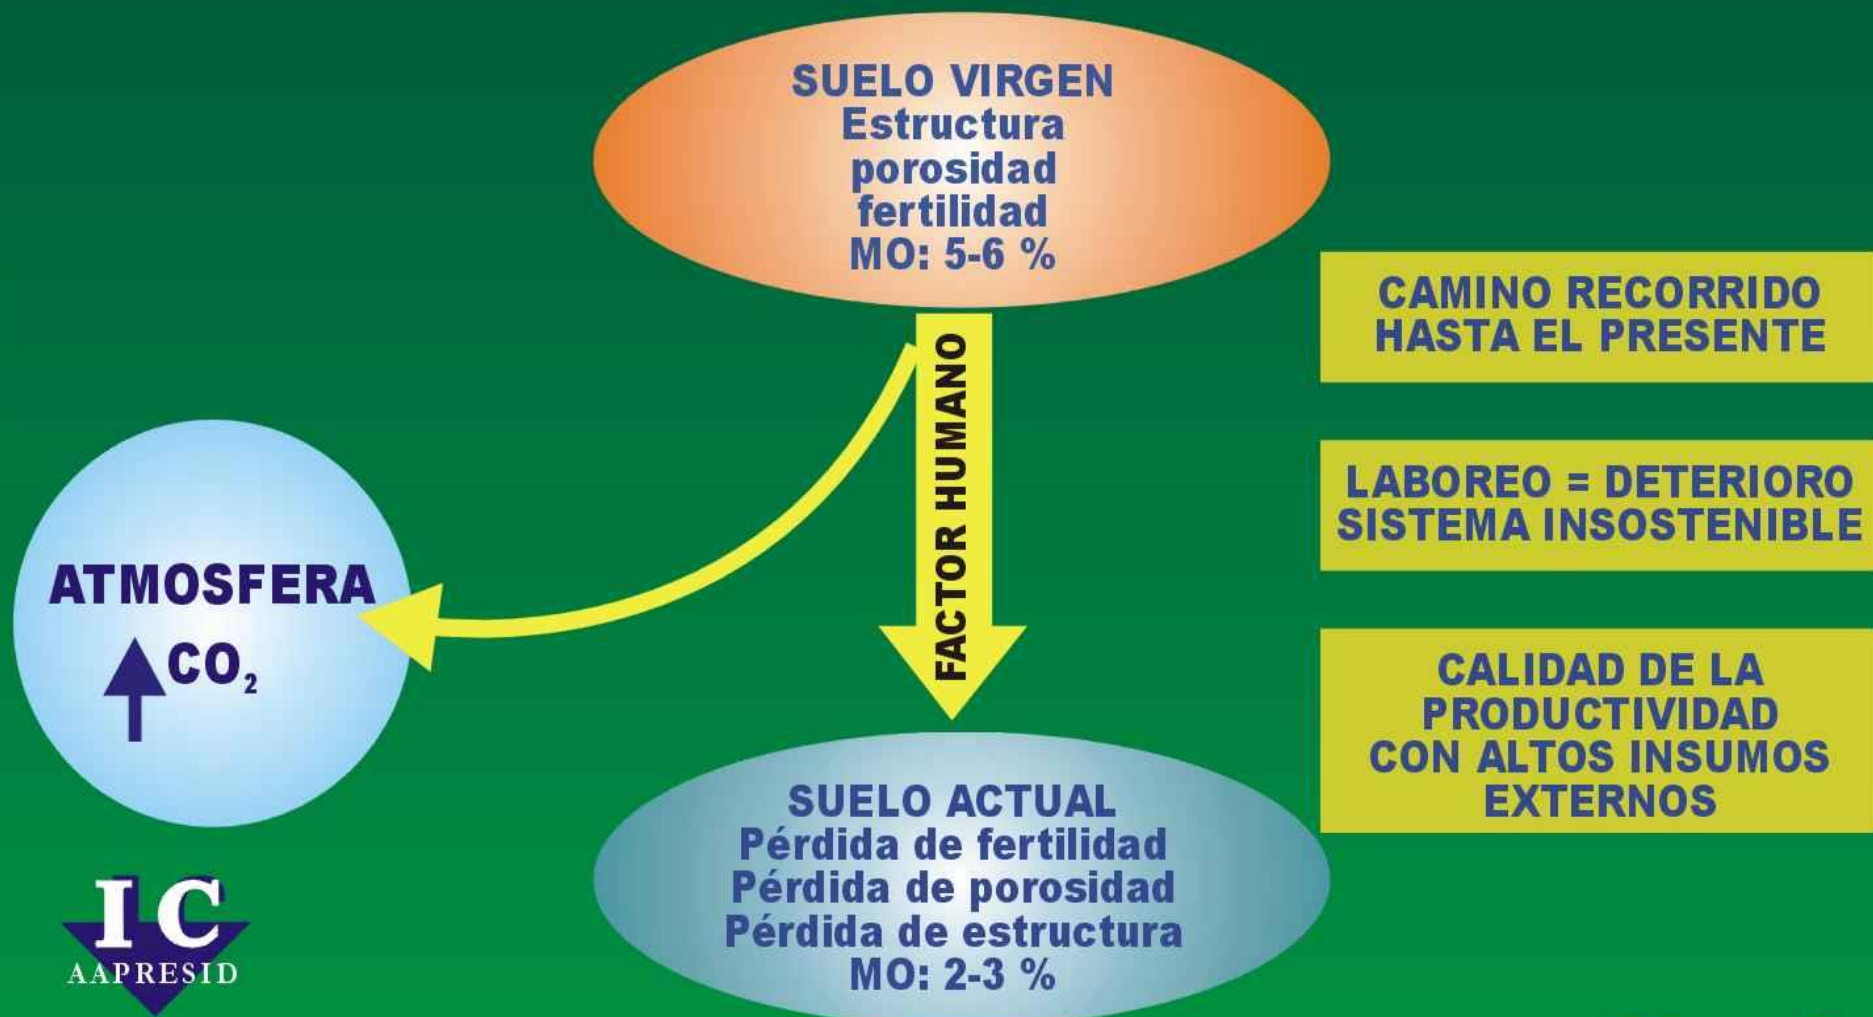 SUELO VIRGEN
Estructura
porosidad
fertilidad
MO: 5-6 %
CAMINO RECORRIDO
HASTA EL PRESENTE
FACTOR HUMANO
LABOREO = DETERIORO
SISTEMA INSOSTENIBLE
ATMOSFERA
CO₂
CALIDAD DE LA
PRODUCTIVIDAD
CON ALTOS INSUMOS
EXTERNOS
SUELO ACTUAL
Pérdida de fertilidad
Pérdida de porosidad
Pérdida de estructura
MO: 2-3 %
IC
AAPRESID